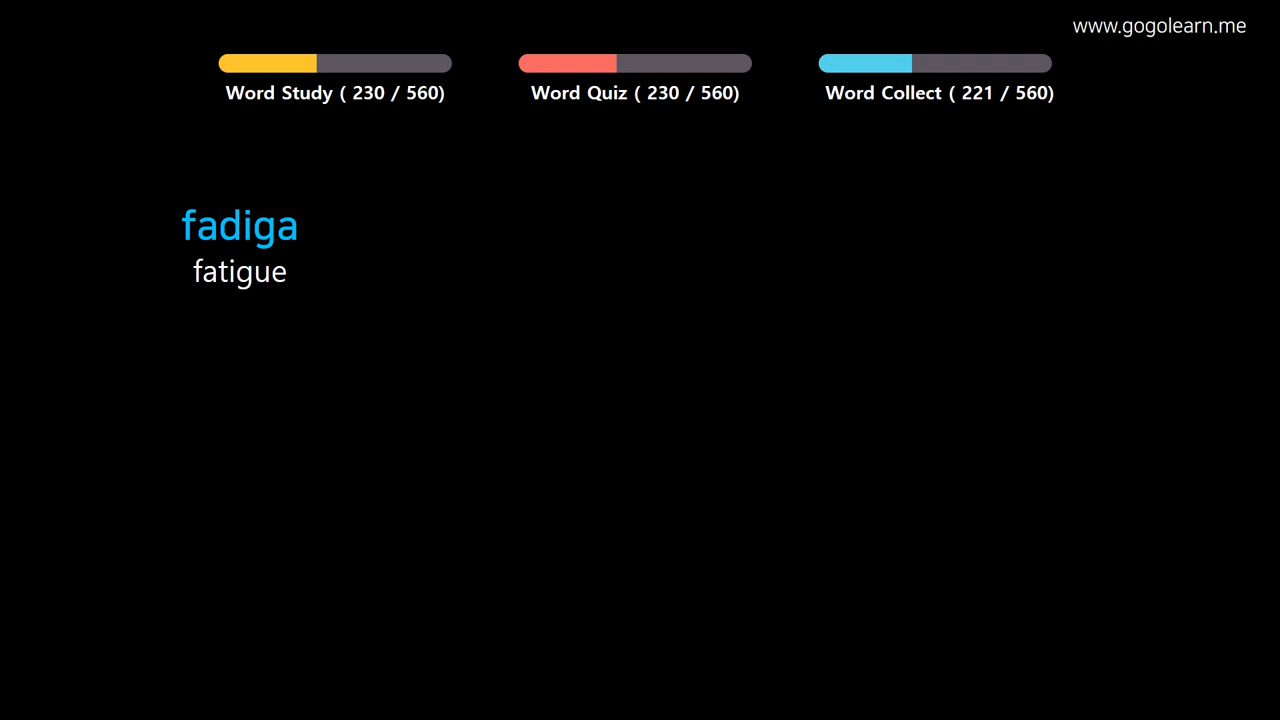 www.gogolearn.me
Word Study ( 230 / 560)
Word Quiz ( 230 / 560)
Word Collect ( 221 / 560)
fadiga
fatigue